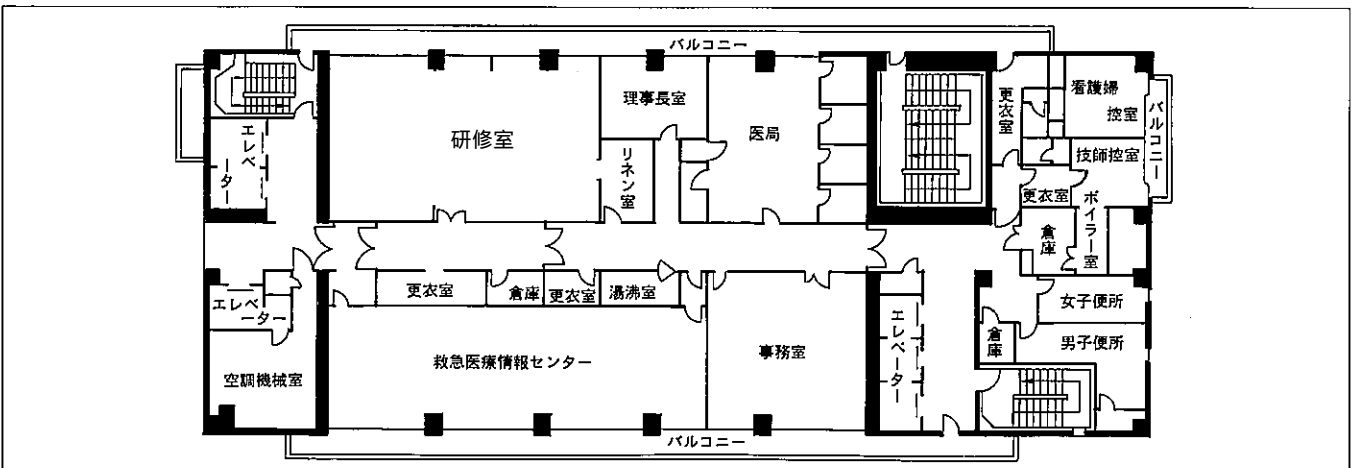 バルコニー
エレベーター
研修室
理事長室
リネン室
医局
更衣室
看護婦
控室
バルコニー
技師控室
更衣室
ボイラー室
倉庫
更衣室
倉庫
更衣室
湯沸室
エレベーター
空調機械室
救急医療情報センター
事務室
エレベーター
女子便所
倉庫
男子便所
バルコニー